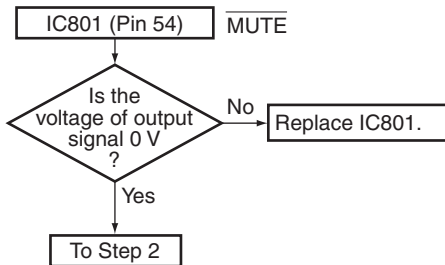 IC801 (Pin 54)
MUTE
Is the
voltage of output
signal 0 V
?
No
Replace IC801.
Yes
To Step 2